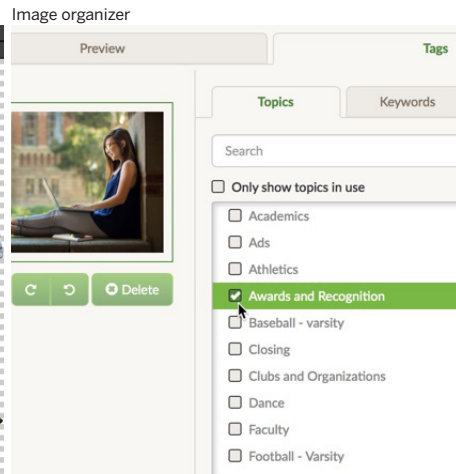 Image organizer
Preview
Tags
Topics
Keywords
Search
Only show topics in use
Academics
Ads
Athletics
Awards and Recognition
Baseball - varsity
Closing
Clubs and Organizations
Dance
Faculty
Football - Varsity
Delete